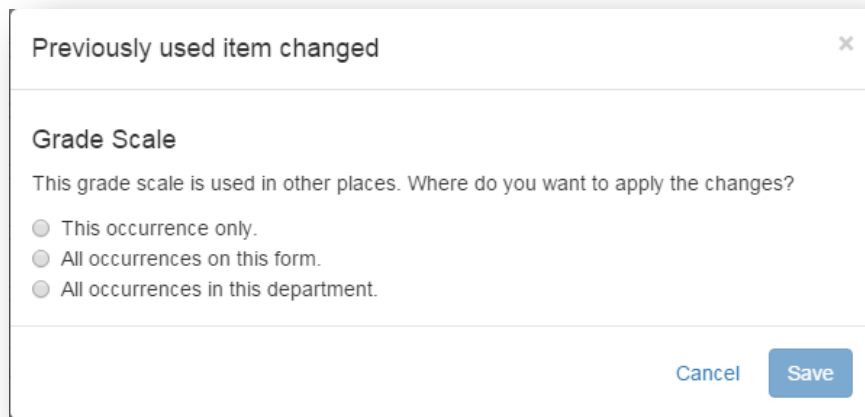 Previously used item changed
×
Grade Scale
This grade scale is used in other places. Where do you want to apply the changes?
This occurrence only.
All occurrences on this form.
All occurrences in this department.
Cancel Save